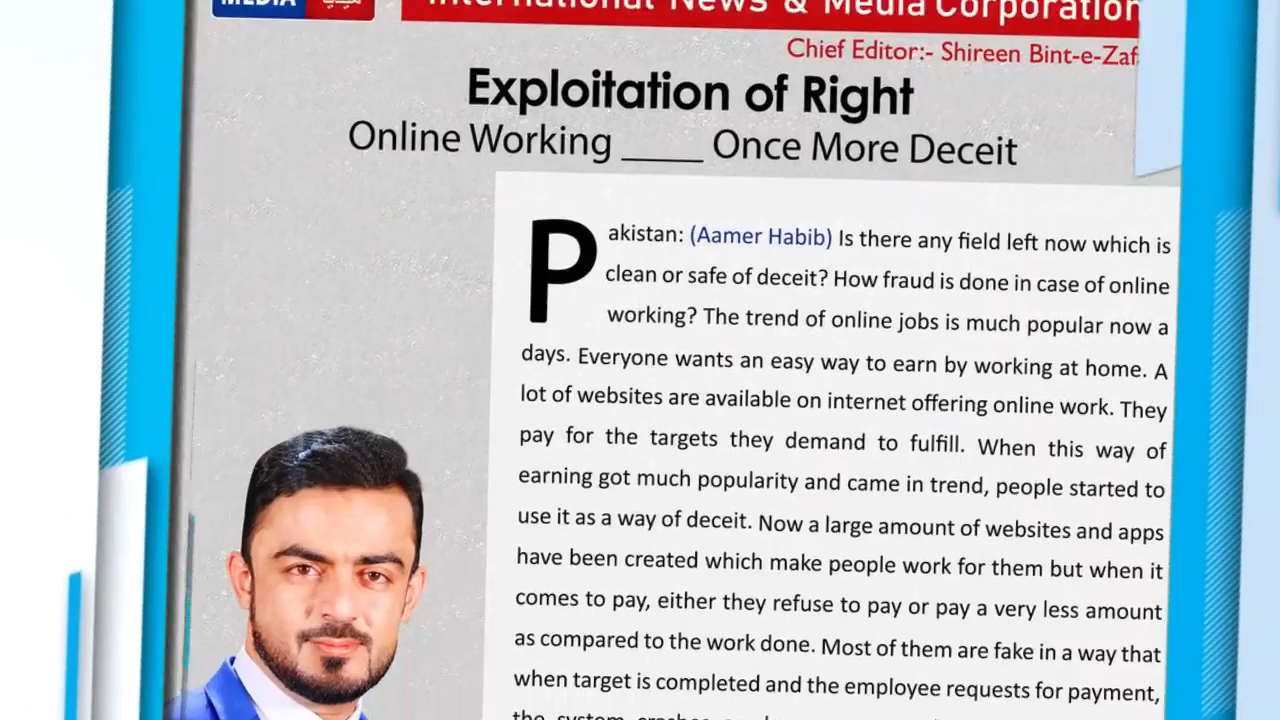 MEDIA
International News & Media Corporation
Chief Editor:- Shireen Bint-e-Zaf
Exploitation of Right
Online Working ____ Once More Deceit
Pakistan: (Aamer Habib) Is there any field left now which is
clean or safe of deceit? How fraud is done in case of online
working? The trend of online jobs is much popular now a
days. Everyone wants an easy way to earn by working at home. A
lot of websites are available on internet offering online work. They
pay for the targets they demand to fulfill. When this way of
earning got much popularity and came in trend, people started to
use it as a way of deceit. Now a large amount of websites and apps
have been created which make people work for them but when it
comes to pay, either they refuse to pay or pay a very less amount
as compared to the work done. Most of them are fake in a way that
when target is completed and the employee requests for payment,
the system crashes